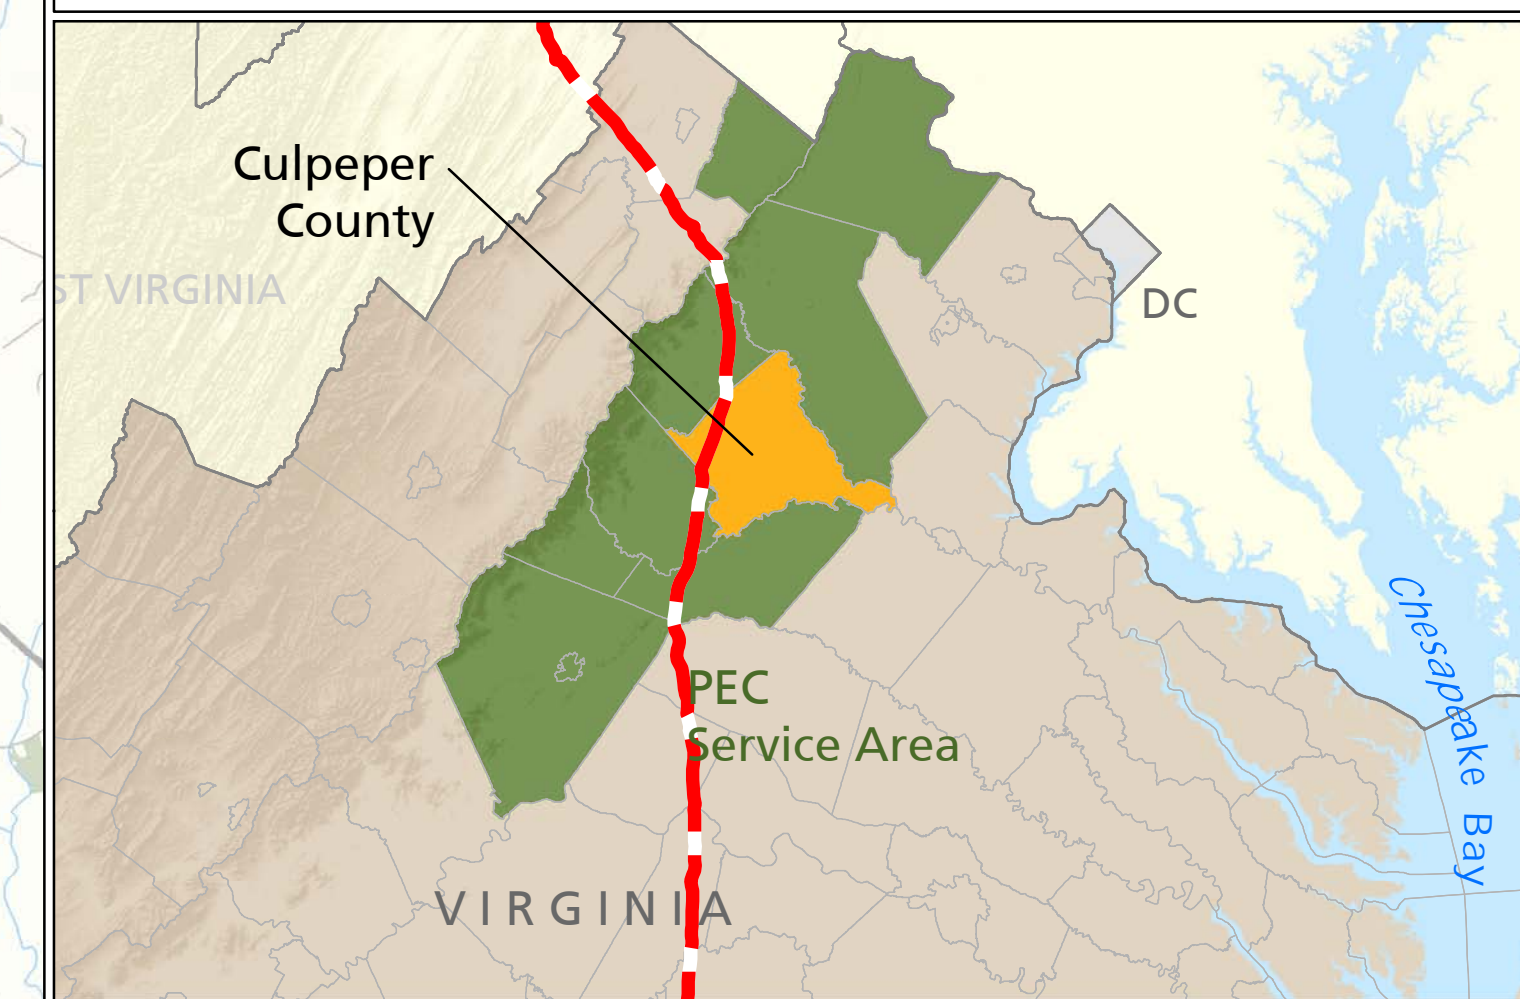 Culpeper
County
ST VIRGINIA
DC
PEC
Service Area
VIRGINIA
Chesapeake Bay